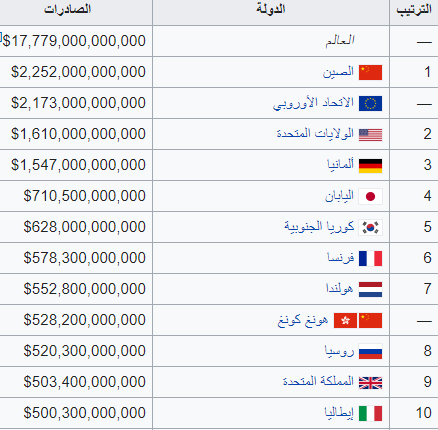 الترتيب الدولة الصادرات
— العالم $17,779,000,000,000
1 الصين $2,252,000,000,000
— الاتحاد الأوروبي $2,173,000,000,000
2 الولايات المتحدة $1,610,000,000,000
3 ألمانيا $1,547,000,000,000
4 اليابان $710,500,000,000
5 كوريا الجنوبية $628,000,000,000
6 فرنسا $578,300,000,000
7 هولندا $552,800,000,000
— هونغ كونغ $528,200,000,000
8 روسيا $520,300,000,000
9 المملكة المتحدة $503,400,000,000
10 إيطاليا $500,300,000,000